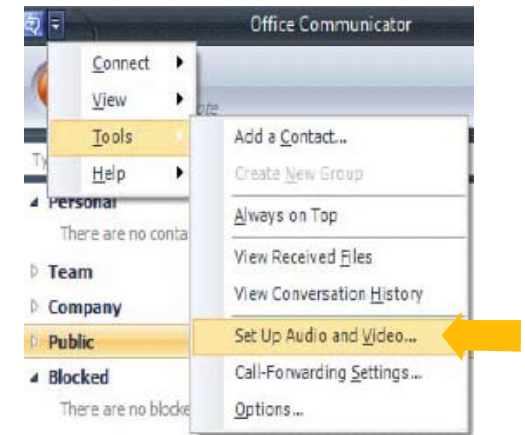 Office Communicator
Connect
View
Tools
Help
Add a Contact...
Create New Group
Always on Top
View Received Files
View Conversation History
Set Up Audio and Video...
Call-Forwarding Settings...
Options...
Personal
There are no conta
Team
Company
Public
Blocked
There are no blocke